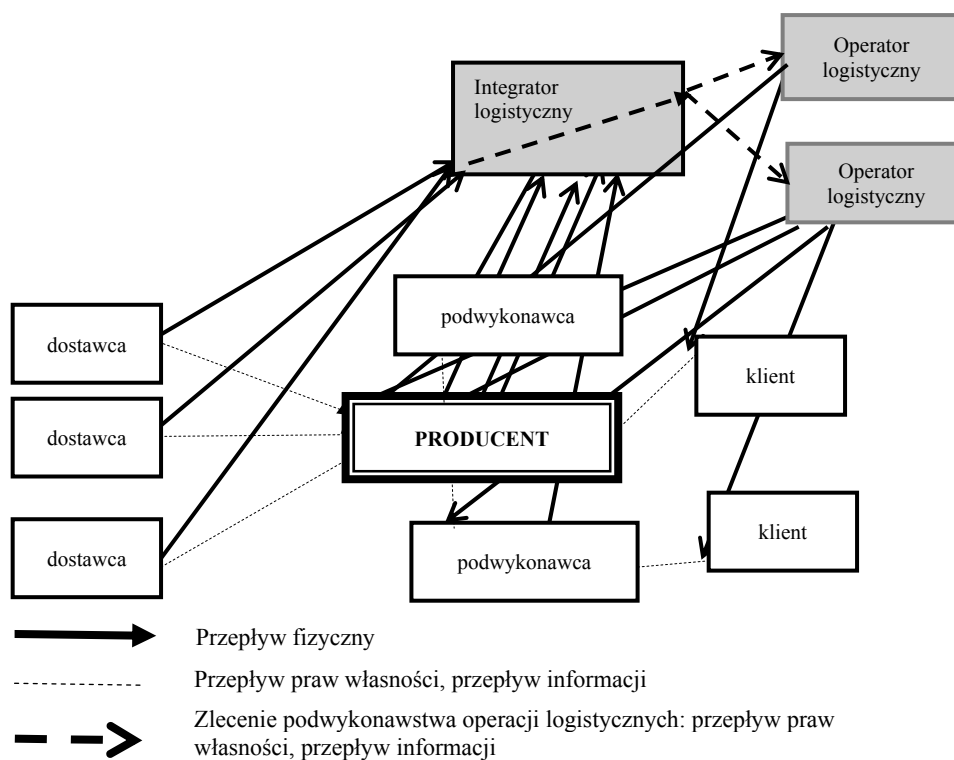 Operator
logistyczny
Integrator
logistyczny
Operator
logistyczny
podwykonawca
dostawca
klient
dostawca
PRODUCENT
klient
dostawca
podwykonawca
Przepływ fizyczny
Przepływ praw własności, przepływ informacji
Zlecenie podwykonawstwa operacji logistycznych: przepływ praw
własności, przepływ informacji